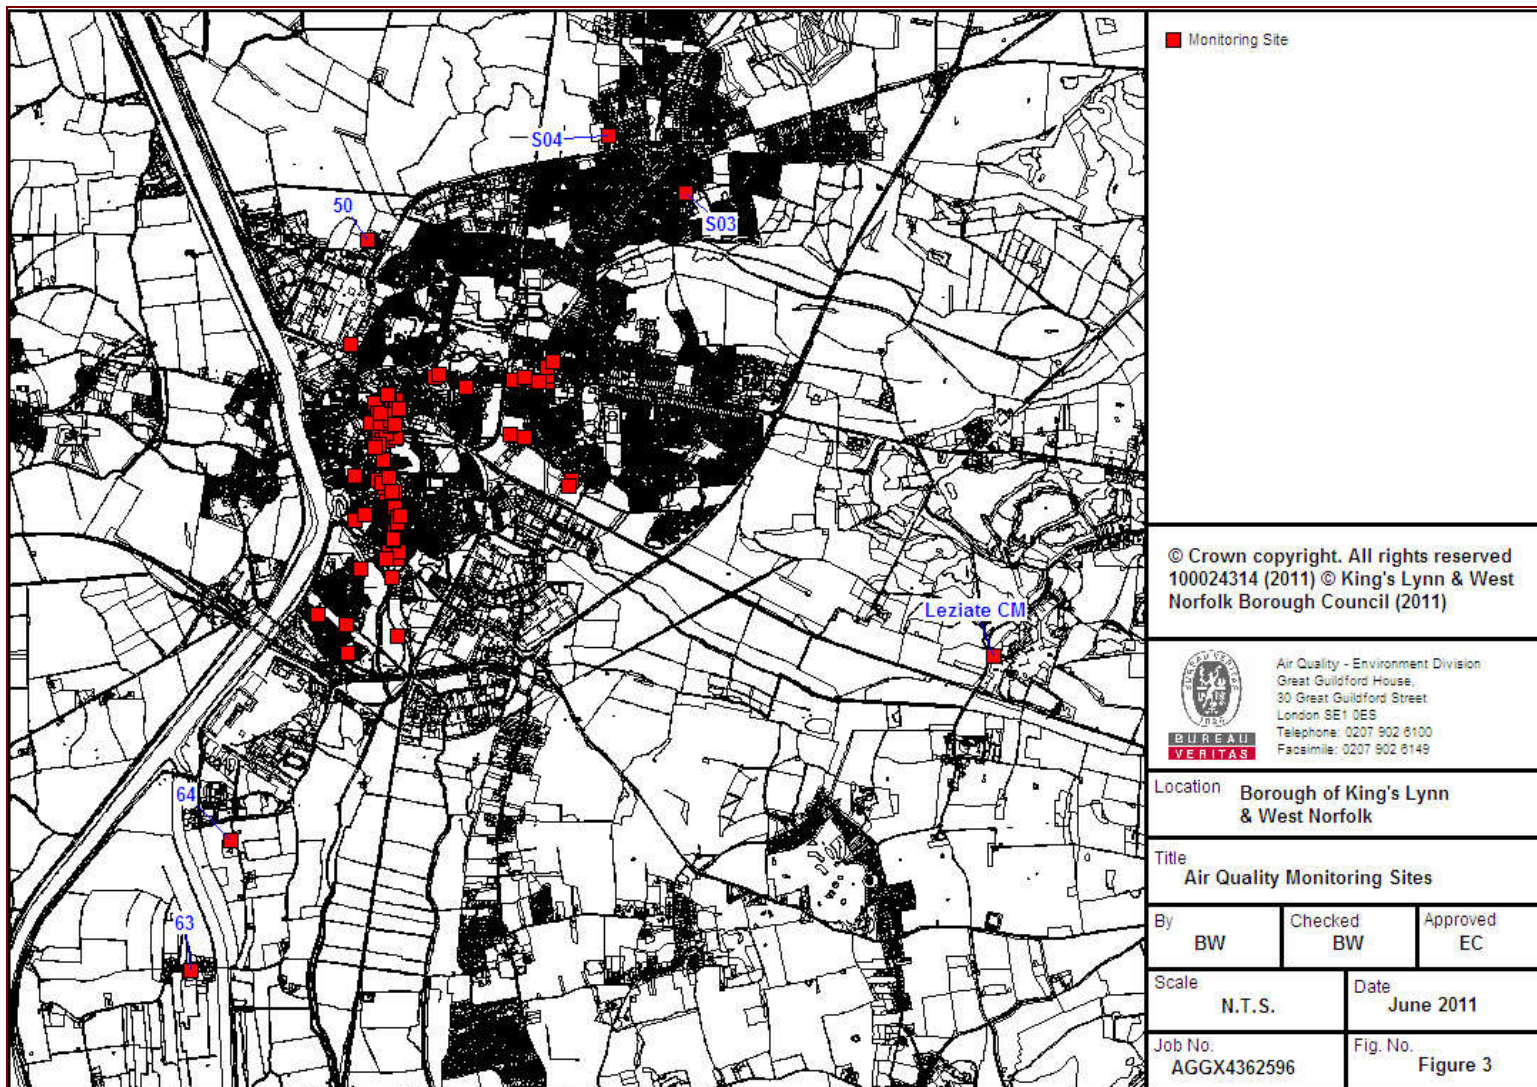 S04
50
S03
Leziate CM
64
63
Monitoring Site
© Crown copyright. All rights reserved
100024314 (2011) © King's Lynn & West
Norfolk Borough Council (2011)
BUREAU VERITAS
1828
BUREAU
VERITAS
Air Quality - Environment Division
Great Guildford House,
30 Great Guildford Street
London SE1 0ES
Telephone: 0207 902 6100
Facsimile: 0207 902 6149
Location
Borough of King's Lynn
& West Norfolk
Title
Air Quality Monitoring Sites
By
BW
Checked
BW
Approved
EC
Scale
N.T.S.
Date
June 2011
Job No.
AGGX4362596
Fig. No.
Figure 3